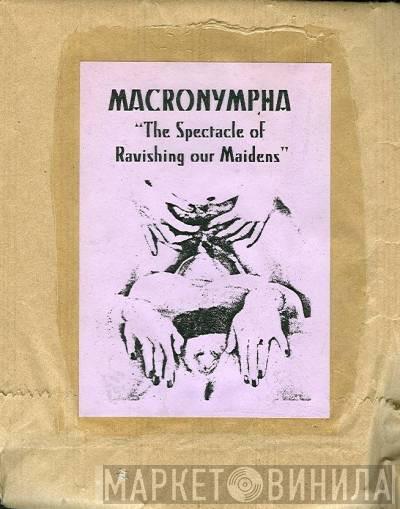 MACRONYMPHA
"The Spectacle of
Ravishing our Maidens"
МАРКЕТ ВИНИЛА